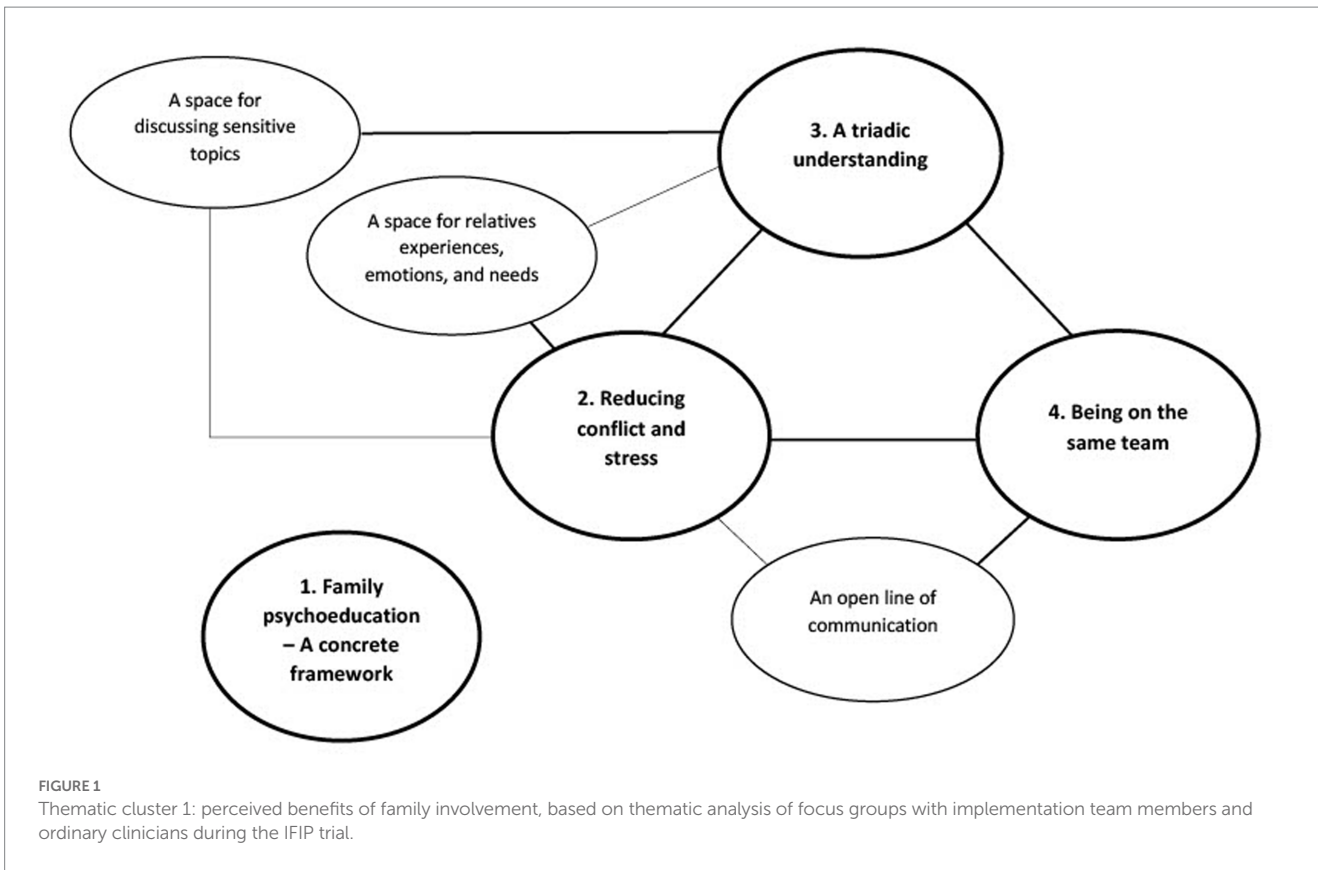 A space for
discussing sensitive
topics
3. A triadic
understanding
A space for relatives
experiences,
emotions, and needs
2. Reducing
conflict and
stress
4. Being on the
same team
1. Family
psychoeducation
– A concrete
framework
An open line of
communication
FIGURE 1
Thematic cluster 1: perceived benefits of family involvement, based on thematic analysis of focus groups with implementation team members and
ordinary clinicians during the IFIP trial.